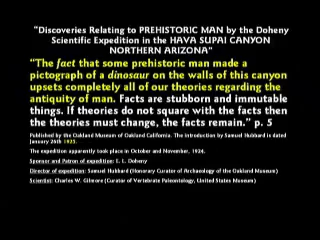 "Discoveries Relating to PREHISTORIC MAN by the Doheny
Scientific Expedition in the HAVA SUPAI CANYON
NORTHERN ARIZONA"
"The fact that some prehistoric man made a
pictograph of a dinosaur on the walls of this canyon
upsets completely all of our theories regarding the
antiquity of man. Facts are stubborn and immutable
things. If theories do not square with the facts then
the theories must change, the facts remain." p. 5
Published by the Oakland Museum of Oakland California. The introduction by Samuel Hubbard is dated
January 26th 1925.
The expedition apparently took place in October and November, 1924.
Sponsor and Patron of expedition: E. L. Doheny
Director of expedition: Samuel Hubbard (Honorary Curator of Archaeology of the Oakland Museum)
Scientist: Charles W. Gilmore (Curator of Vertebrate Paleontology, United States Museum)